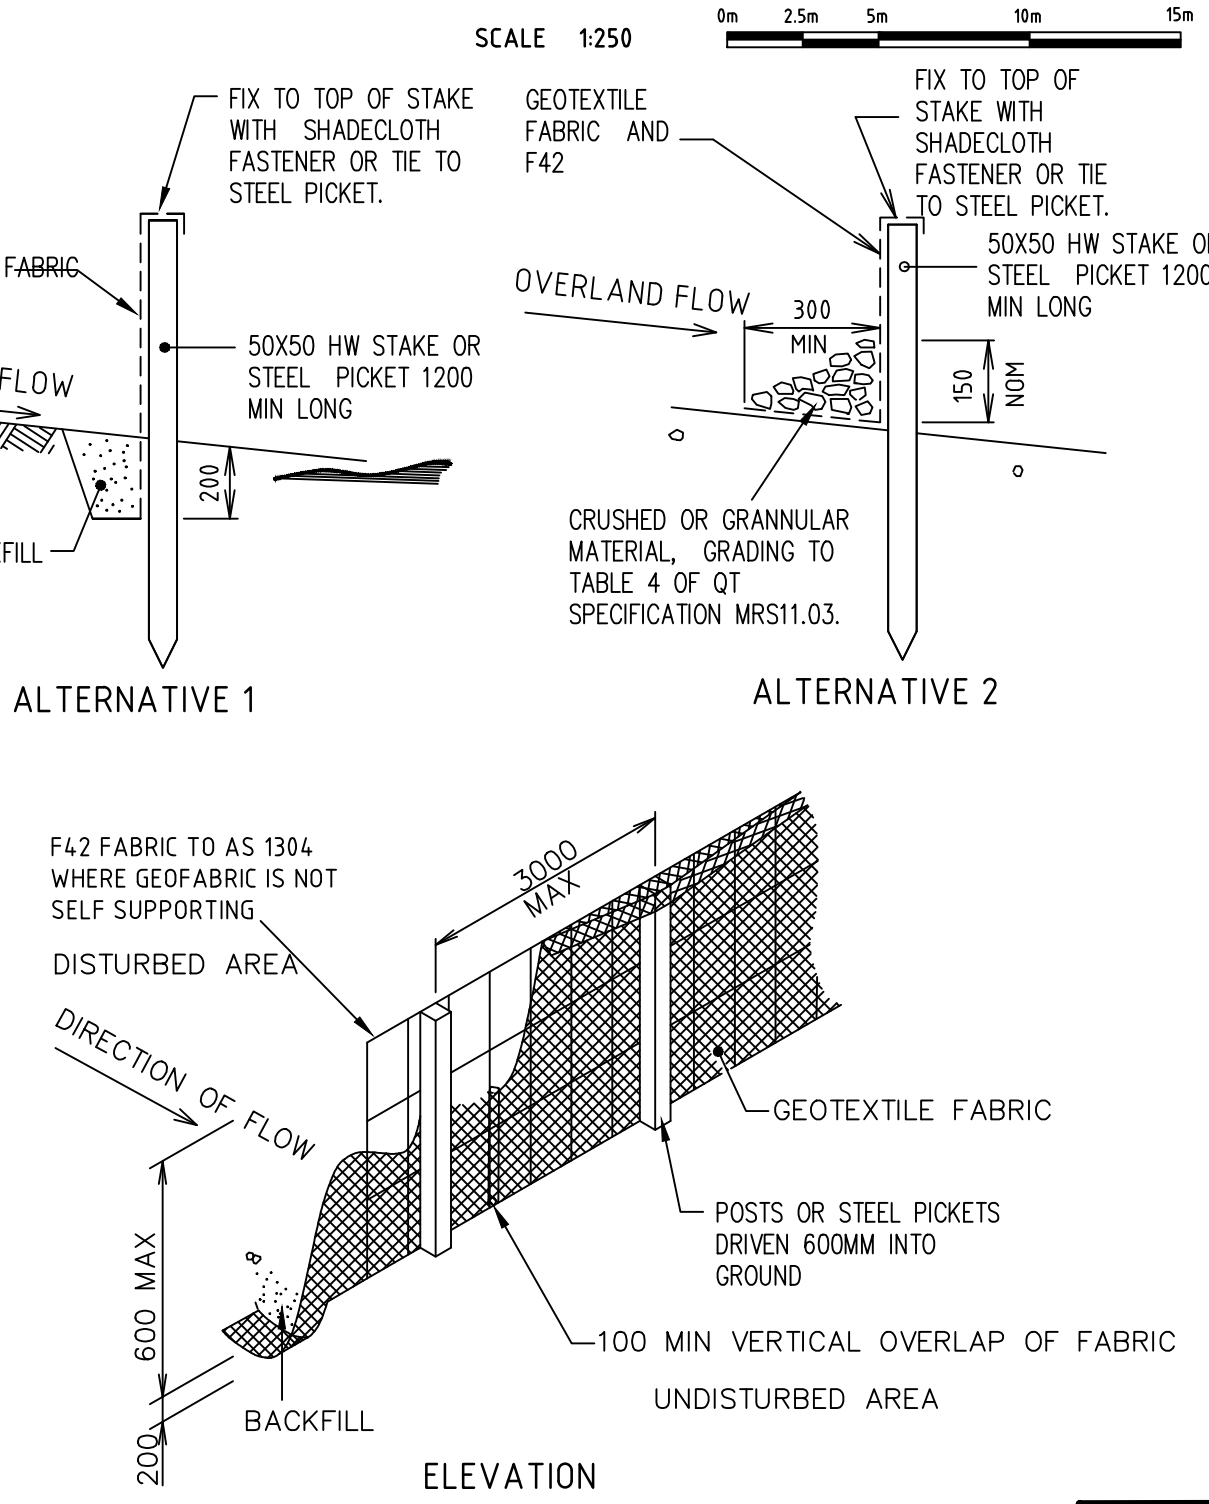 SCALE 1:250
0m 2.5m 5m 10m 15m
FIX TO TOP OF STAKE
WITH SHADECLOTH
FASTENER OR TIE TO
STEEL PICKET.
FABRIC
50X50 HW STAKE OR
STEEL PICKET 1200
MIN LONG
FLOW
200
FILL
ALTERNATIVE 1
GEOTEXTILE
FABRIC AND
F42
FIX TO TOP OF
STAKE WITH
SHADECLOTH
FASTENER OR TIE
TO STEEL PICKET.
50X50 HW STAKE
STEEL PICKET 1200
MIN LONG
OVERLAND FLOW
300
MIN
150
NOM
CRUSHED OR GRANNULAR
MATERIAL, GRADING TO
TABLE 4 OF QT
SPECIFICATION MRS11.03.
ALTERNATIVE 2
F42 FABRIC TO AS 1304
WHERE GEOFABRIC IS NOT
SELF SUPPORTING
DISTURBED AREA
DIRECTION OF FLOW
3000
MAX
GEOTEXTILE FABRIC
POSTS OR STEEL PICKETS
DRIVEN 600MM INTO
GROUND
600 MAX
200
100 MIN VERTICAL OVERLAP OF FABRIC
UNDISTURBED AREA
BACKFILL
ELEVATION